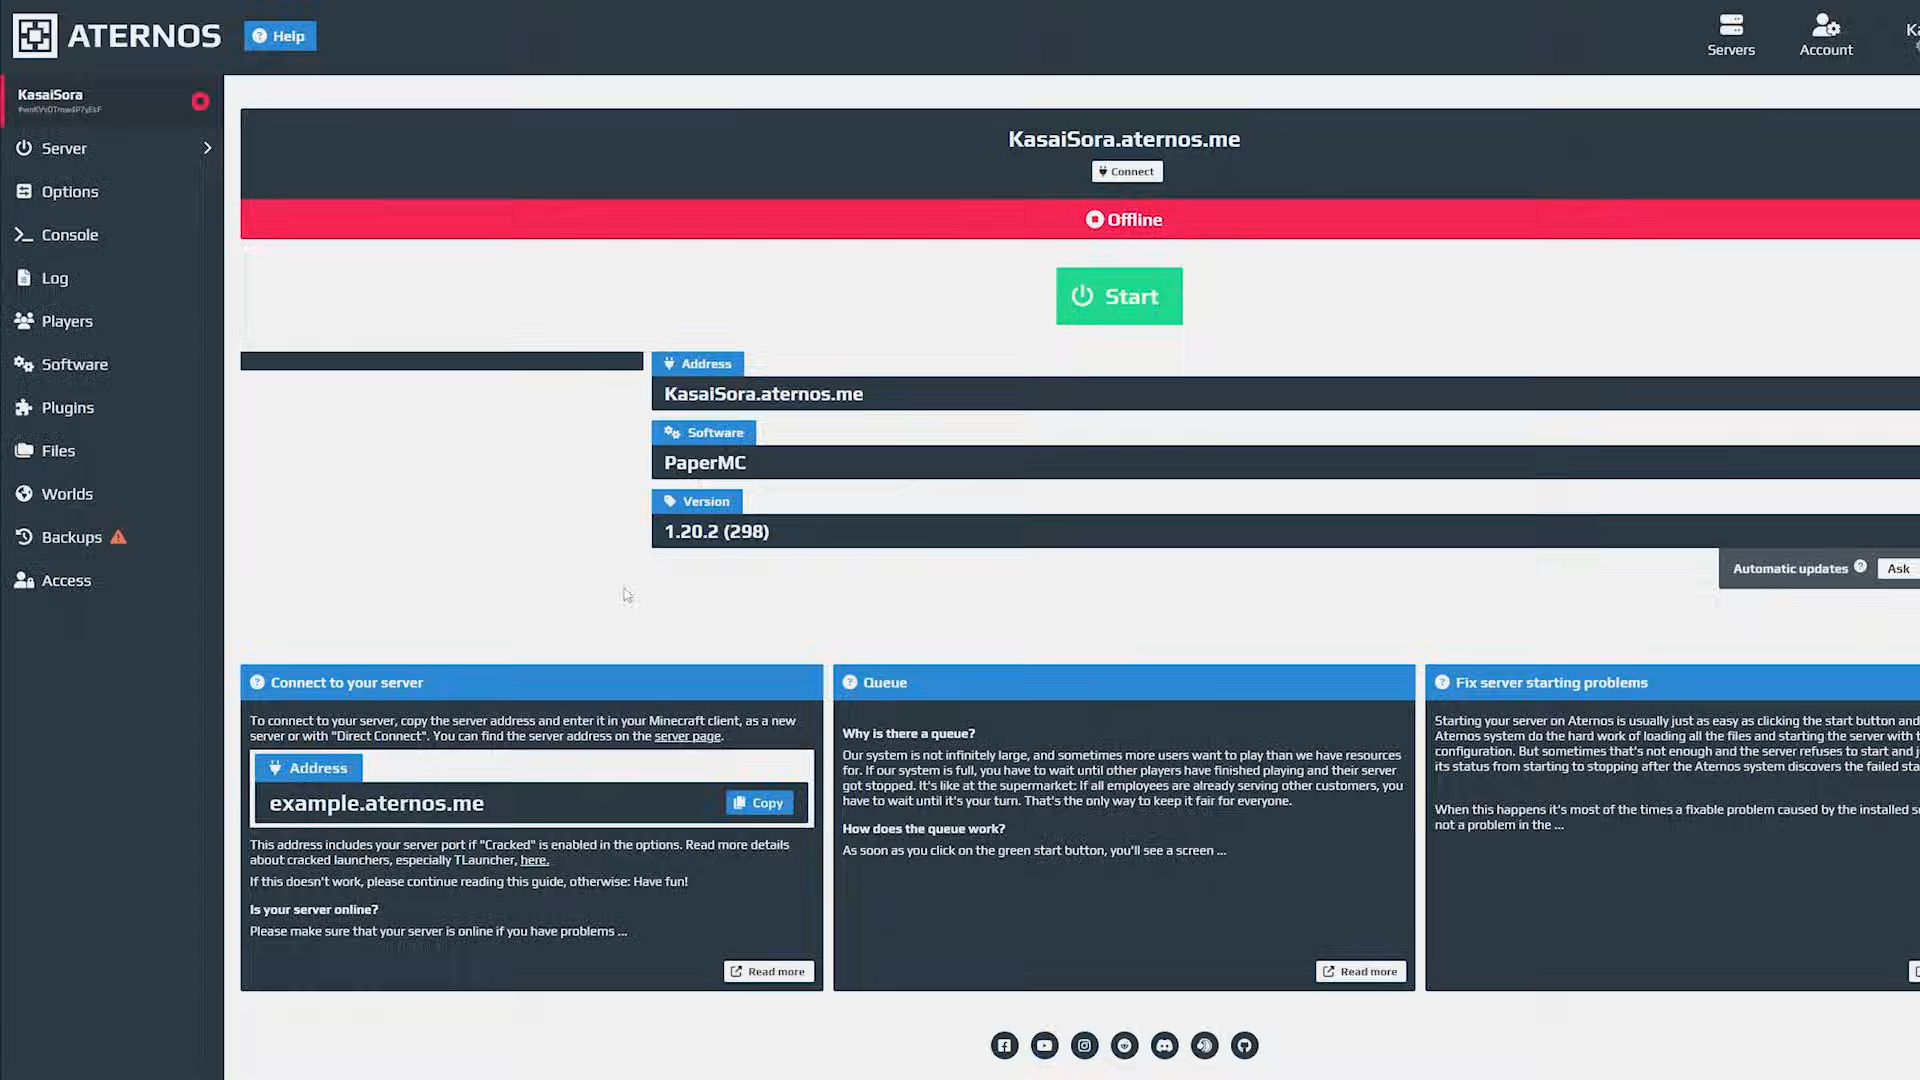 ATERNOS
Help
Servers
Account
KasaiSora
Server
Options
Console
Log
Players
Software
Plugins
Files
Worlds
Backups
Access
KasaiSora.aternos.me
Connect
Offline
Start
Address
KasaiSora.aternos.me
Software
PaperMC
Version
1.20.2 (298)
Automatic updates
Ask
Connect to your server
To connect to your server, copy the server address and enter it in your Minecraft client, as a new
server or with "Direct Connect". You can find the server address on the server page.
Address
example.aternos.me
Copy
This address includes your server port if "Cracked" is enabled in the options. Read more details
about cracked launchers, especially TLauncher, here.
If this doesn't work, please continue reading this guide, otherwise: Have fun!
Is your server online?
Please make sure that your server is online if you have problems ...
Read more
Queue
Why is there a queue?
Our system is not infinitely large, and sometimes more users want to play than we have resources
for. If our system is full, you have to wait until other players have finished playing and their server
got stopped. It's like at the supermarket: If all employees are already serving other customers, you
have to wait until it's your turn. That's the only way to keep it fair for everyone.
How does the queue work?
As soon as you click on the green start button, you'll see a screen ...
Read more
Fix server starting problems
Starting your server on Aternos is usually just as easy as clicking the start button and
Aternos system do the hard work of loading all the files and starting the server with
configuration. But sometimes that's not enough and the server refuses to start and
its status from starting to stopping after the Aternos system discovers the failed
When this happens it's most of the times a fixable problem caused by the installed
not a problem in the ...